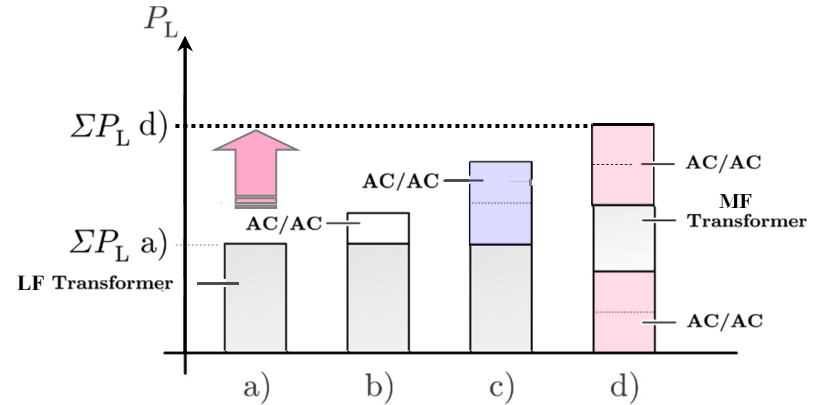 P_L
ΣP_L d)
AC/AC
AC/AC
MF
Transformer
AC/AC
ΣP_L a)
LF Transformer
AC/AC
a) b) c) d)